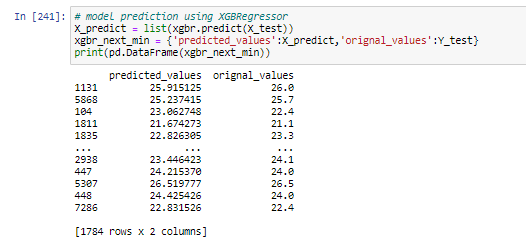 In [241]: # model prediction using XGBRegressor
X_predict = list(xgbr.predict(X_test))
xgbr_next_min = {'predicted_values':X_predict,'orignal_values':Y_test}
print(pd.DataFrame(xgbr_next_min))
predicted_values orignal_values
1131 25.915125 26.0
5868 25.237415 25.7
104 23.062748 22.4
1811 21.674273 21.1
1835 22.826305 23.3
... ... ...
2938 23.446423 24.1
447 24.215370 24.0
5307 26.519777 26.5
448 24.425426 24.0
7286 22.831526 22.4
[1784 rows x 2 columns]